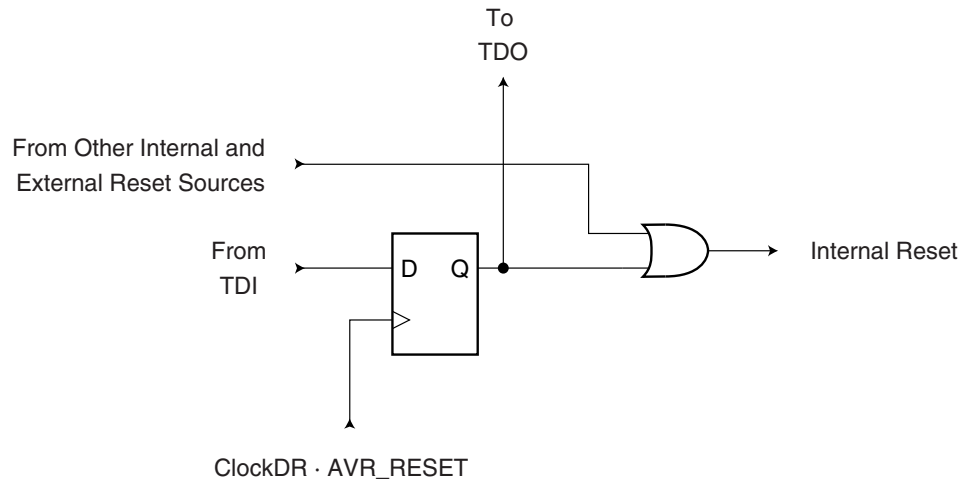 To
TDO
From Other Internal and
External Reset Sources
From
TDI
D Q
Internal Reset
ClockDR · AVR_RESET